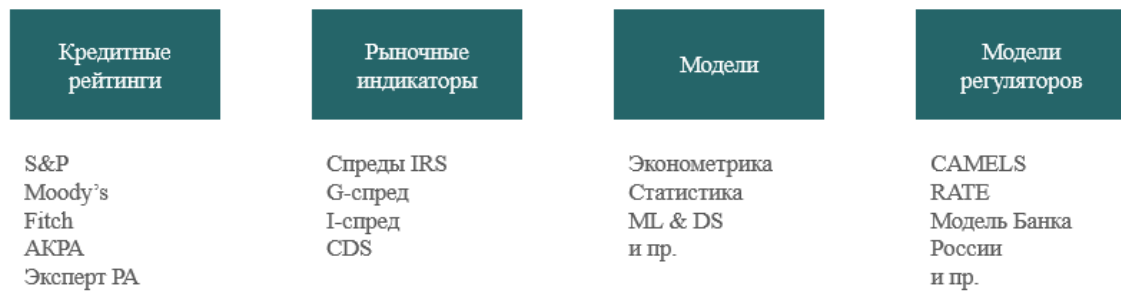 Кредитные
рейтинги
S&P
Moody’s
Fitch
АКРА
Эксперт РА
Рыночные
индикаторы
Спреды IRS
G-спред
I-спред
CDS
Модели
Эконометрика
Статистика
ML & DS
и пр.
Модели
регуляторов
CAMELS
RATE
Модель Банка
России
и пр.